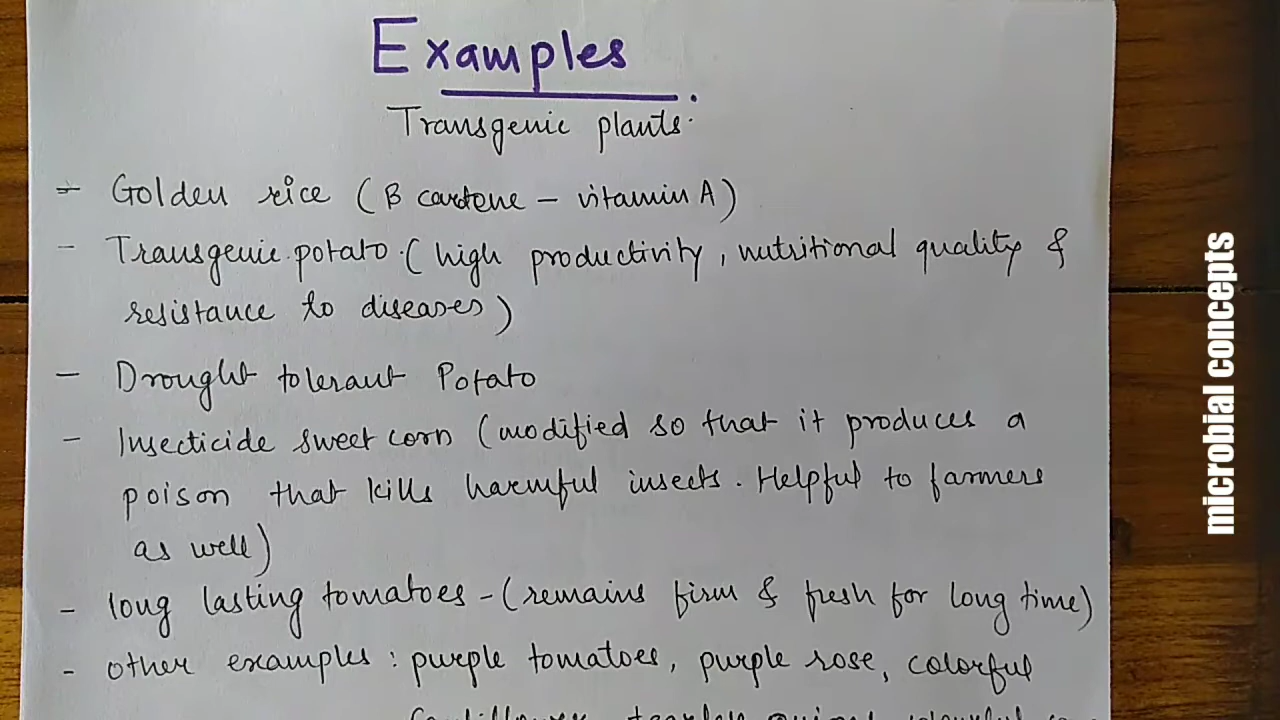 Examples.
Transgenic plants.
- Golden rice (B cartene - vitamin A)
- Transgenic potato. (high productivity, nutritional quality &
resistance to diseases)
- Drought tolerant Potato
- Insecticide sweet corn (modified so that it produces a
poison that kills harmful insects. Helpful to farmers
as well)
- long lasting tomatoes - (remains firm & fresh for long time)
- other examples : purple tomatoes, purple rose, colorful
microbial concepts